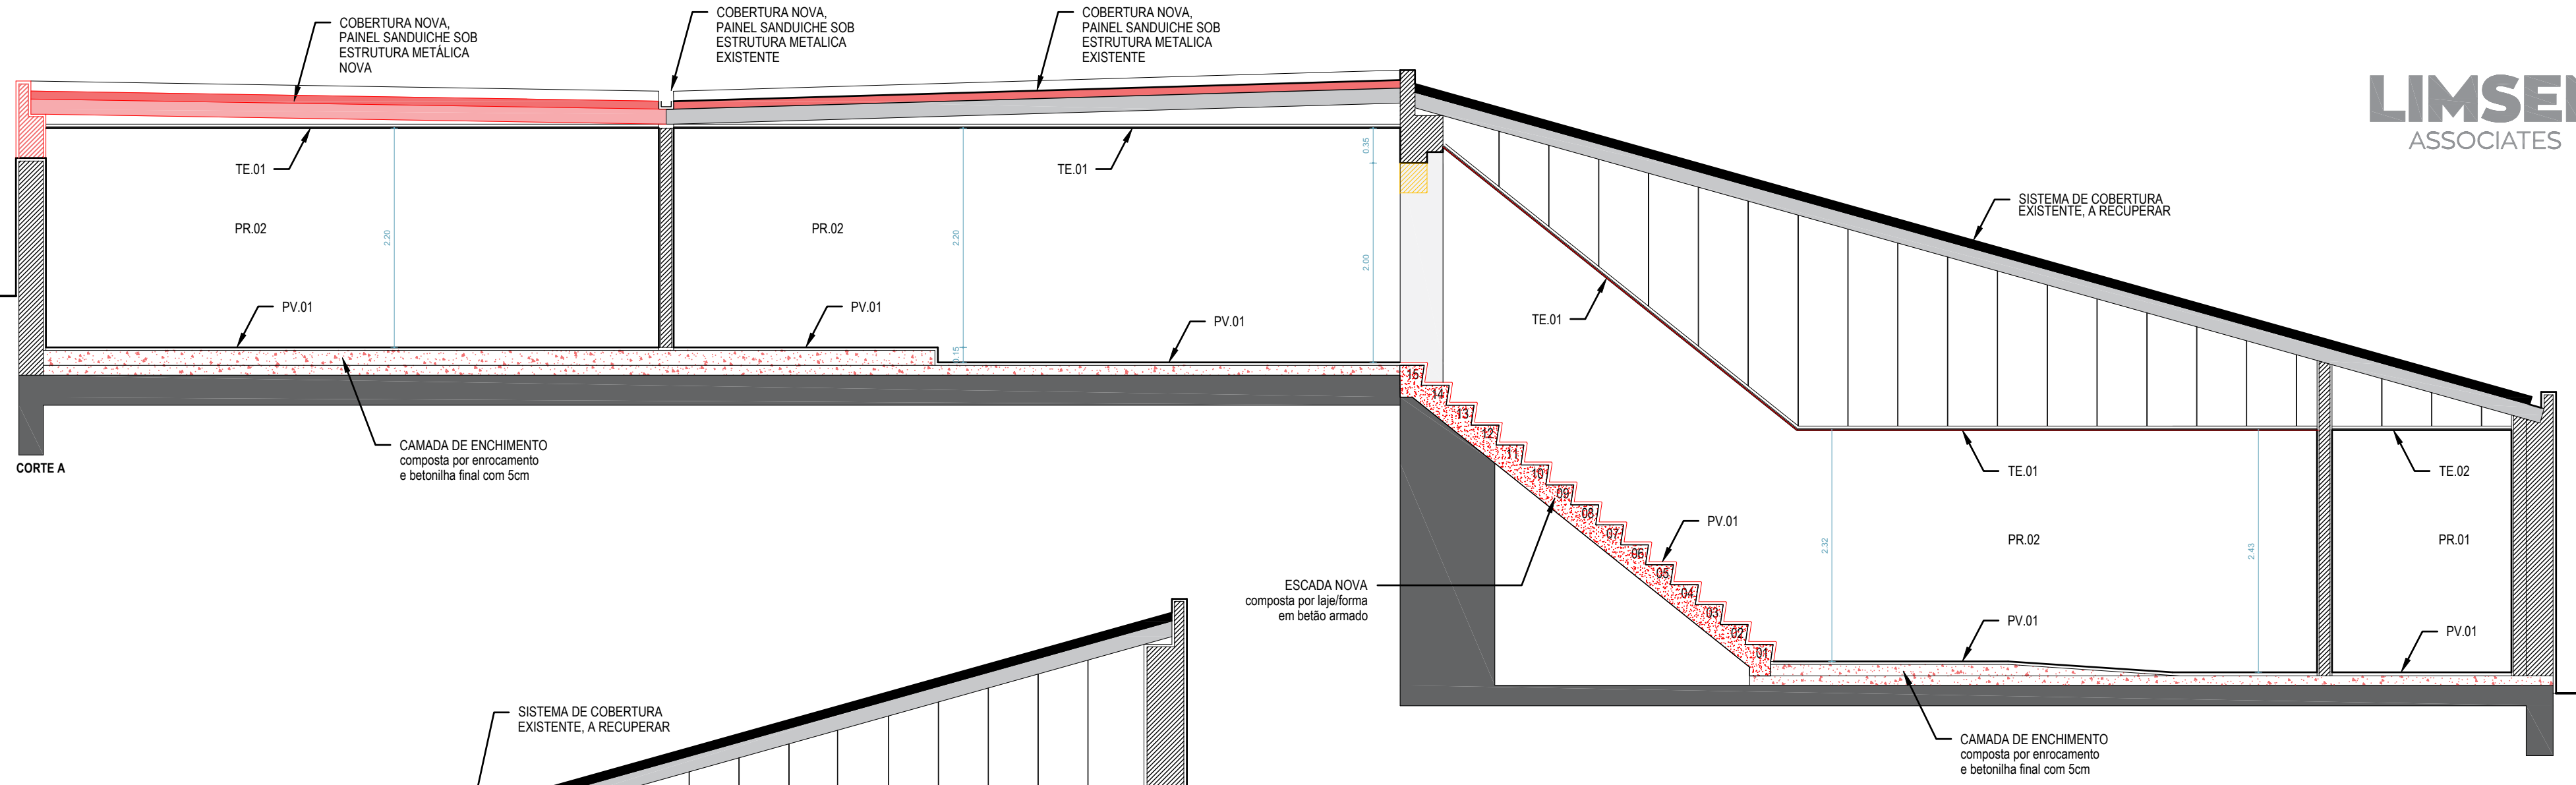 COBERTURA NOVA,
PAINEL SANDUICHE SOB
ESTRUTURA METÁLICA
NOVA
COBERTURA NOVA,
PAINEL SANDUICHE SOB
ESTRUTURA METALICA
EXISTENTE
COBERTURA NOVA,
PAINEL SANDUICHE SOB
ESTRUTURA METALICA
EXISTENTE
ASSOCIATES
SISTEMA DE COBERTURA
EXISTENTE, A RECUPERAR
TE.01
TE.01
0.35
PR.02
2.20
PR.02
2.20
2.00
PV.01
PV.01
PV.01
0.15
TE.01
CAMADA DE ENCHIMENTO
composta por enrocamento
e betonilha final com 5cm
CORTE A
15
14
13
12
11
10
09
08
07
06
05
04
03
02
01
PV.01
ESCADA NOVA
composta por laje/forma
em betão armado
TE.01
TE.02
2.32
PR.02
2.43
PR.01
PV.01
PV.01
CAMADA DE ENCHIMENTO
composta por enrocamento
e betonilha final com 5cm
SISTEMA DE COBERTURA
EXISTENTE, A RECUPERAR